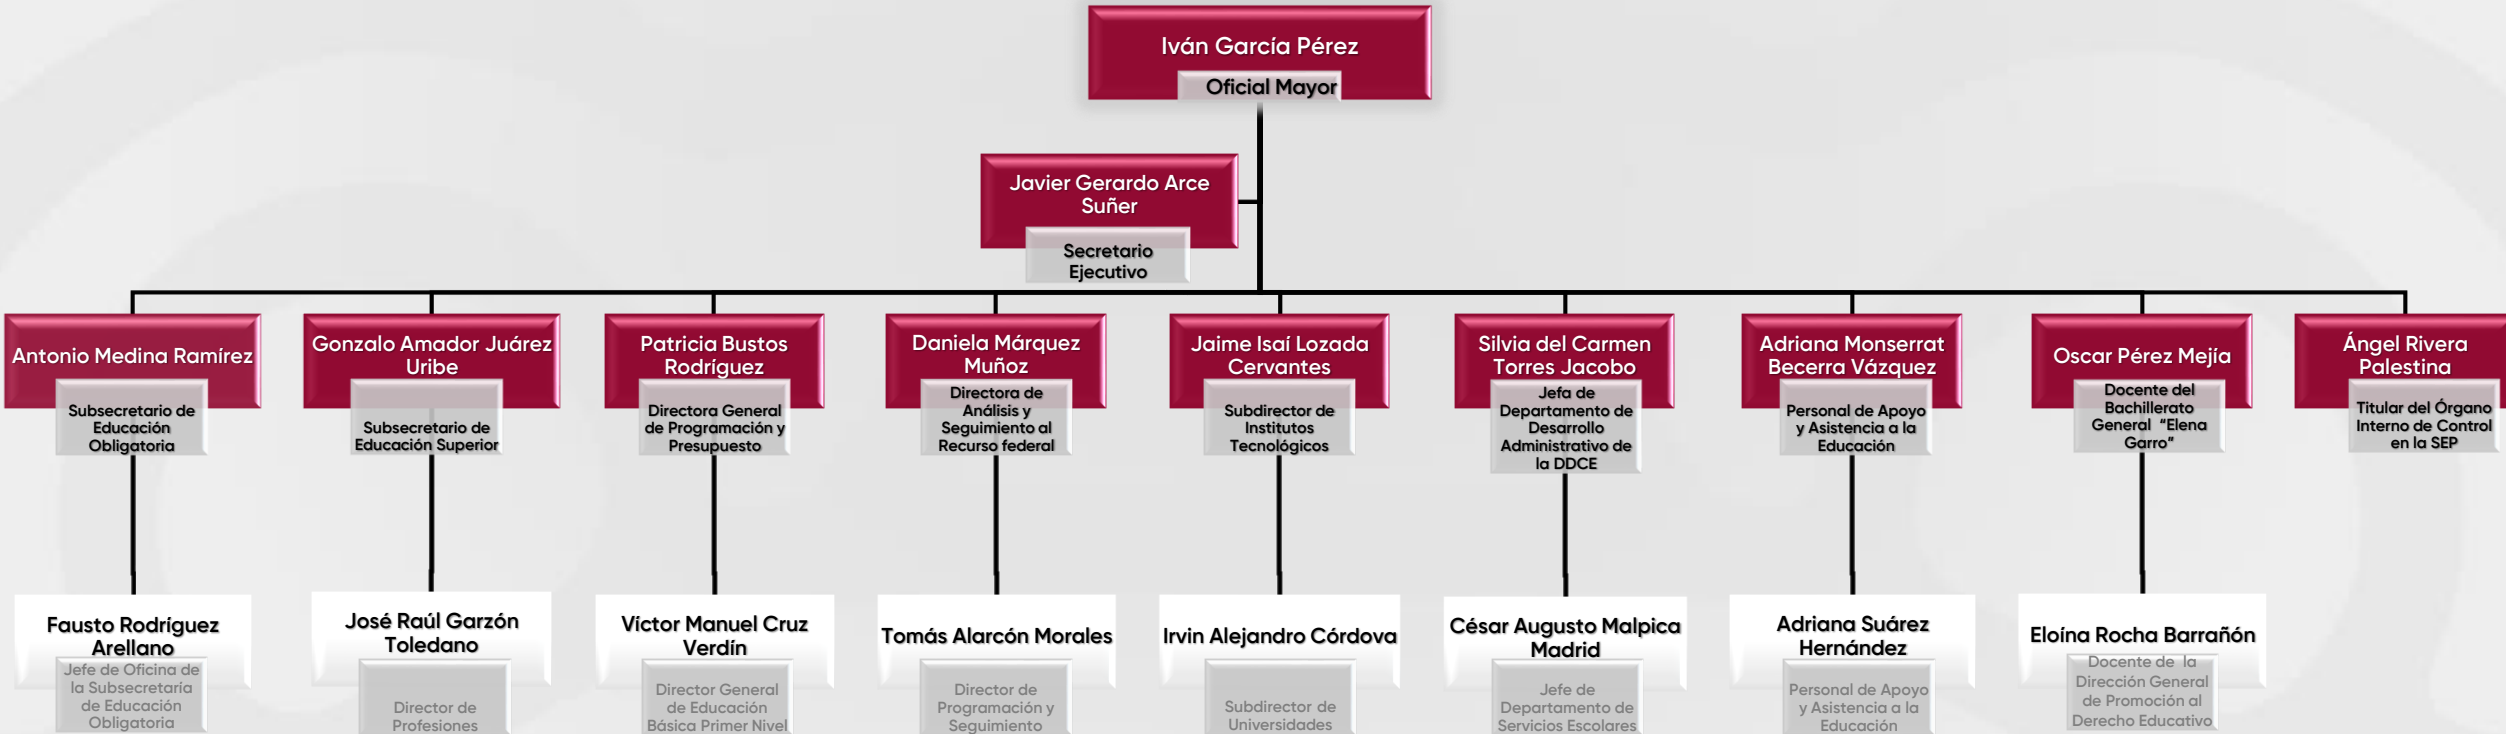 Iván García Pérez
Oficial Mayor
Javier Gerardo Arce
Suñer
Secretario
Ejecutivo
Antonio Medina Ramírez
Subsecretario de
Educación
Obligatoria
Gonzalo Amador Juárez
Uribe
Subsecretario de
Educación Superior
Patricia Bustos
Rodríguez
Directora General
de Programación y
Presupuesto
Daniela Márquez
Muñoz
Directora de
Análisis y
Seguimiento al
Recurso federal
Jaime Isaí Lozada
Cervantes
Subdirector de
Institutos
Tecnológicos
Silvia del Carmen
Torres Jacobo
Jefa de
Departamento de
Desarrollo
Administrativo de
la DDCE
Adriana Monserrat
Becerra Vázquez
Personal de Apoyo
y Asistencia a la
Educación
Oscar Pérez Mejía
Docente del
Bachillerato
General “Elena
Garro”
Ángel Rivera
Palestina
Titular del Órgano
Interno de Control
en la SEP
Fausto Rodríguez
Arellano
Jefe de Oficina de
la Subsecretaría
de Educación
Obligatoria
José Raúl Garzón
Toledano
Director de
Profesiones
Víctor Manuel Cruz
Verdín
Director General
de Educación
Básica Primer Nivel
Tomás Alarcón Morales
Director de
Programación y
Seguimiento
Irvin Alejandro Córdova
Subdirector de
Universidades
César Augusto Malpica
Madrid
Jefe de
Departamento de
Servicios Escolares
Adriana Suárez
Hernández
Personal de Apoyo
y Asistencia a la
Educación
Eloína Rocha Barrañón
Docente de la
Dirección General
de Promoción al
Derecho Educativo